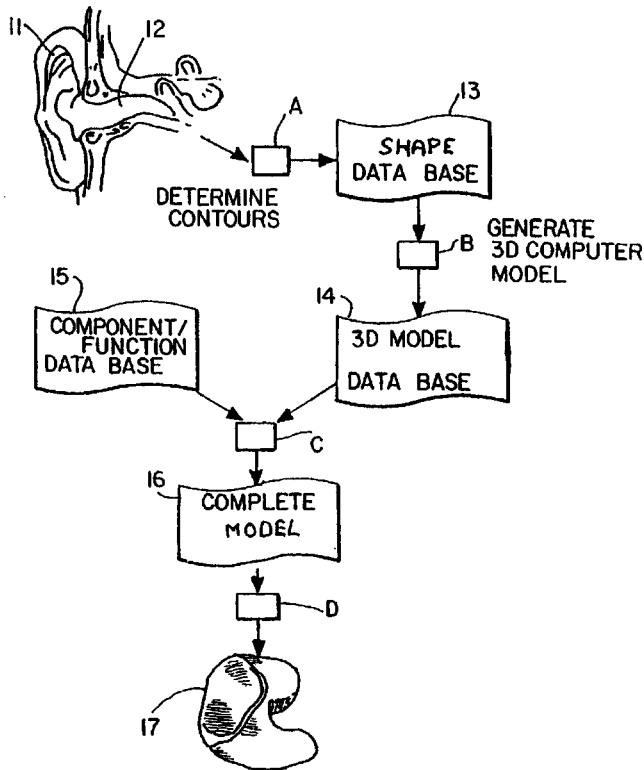 11
12
A
13
SHAPE
DATA BASE
DETERMINE
CONTOURS
B
GENERATE
3D COMPUTER
MODEL
15
COMPONENT/
FUNCTION
DATA BASE
14
3D MODEL
DATA BASE
C
16
COMPLETE
MODEL
D
17